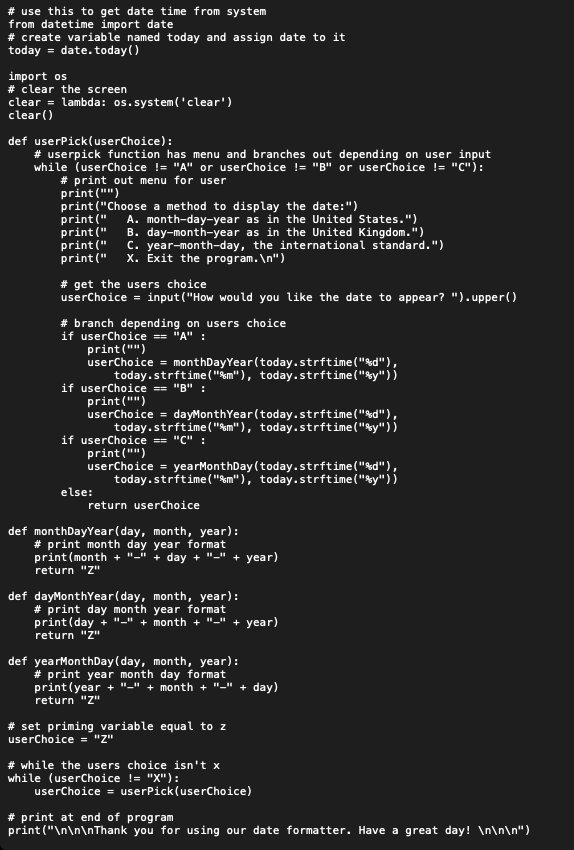 # use this to get date time from system
from datetime import date
# create variable named today and assign date to it
today = date.today()

import os
# clear the screen
clear = lambda: os.system('clear')
clear()

def userPick(userChoice):
    # userpick function has menu and branches out depending on user input
    while (userChoice != "A" or userChoice != "B" or userChoice != "C"):
        # print out menu for user
        print("")
        print("Choose a method to display the date:")
        print("   A. month-day-year as in the United States.")
        print("   B. day-month-year as in the United Kingdom.")
        print("   C. year-month-day, the international standard.")
        print("   X. Exit the program.\n")

        # get the users choice
        userChoice = input("How would you like the date to appear? ").upper()

        # branch depending on users choice
        if userChoice == "A" :
            print("")
            userChoice = monthDayYear(today.strftime("%d"),
                today.strftime("%m"), today.strftime("%y"))
        if userChoice == "B" :
            print("")
            userChoice = dayMonthYear(today.strftime("%d"),
                today.strftime("%m"), today.strftime("%y"))
        if userChoice == "C" :
            print("")
            userChoice = yearMonthDay(today.strftime("%d"),
                today.strftime("%m"), today.strftime("%y"))
        else:
            return userChoice

def monthDayYear(day, month, year):
    # print month day year format
    print(month + "-" + day + "-" + year)
    return "Z"

def dayMonthYear(day, month, year):
    # print day month year format
    print(day + "-" + month + "-" + year)
    return "Z"

def yearMonthDay(day, month, year):
    # print year month day format
    print(year + "-" + month + "-" + day)
    return "Z"

# set priming variable equal to z
userChoice = "Z"

# while the users choice isn't x
while (userChoice != "X"):
    userChoice = userPick(userChoice)

# print at end of program
print("\n\n\nThank you for using our date formatter. Have a great day! \n\n\n")